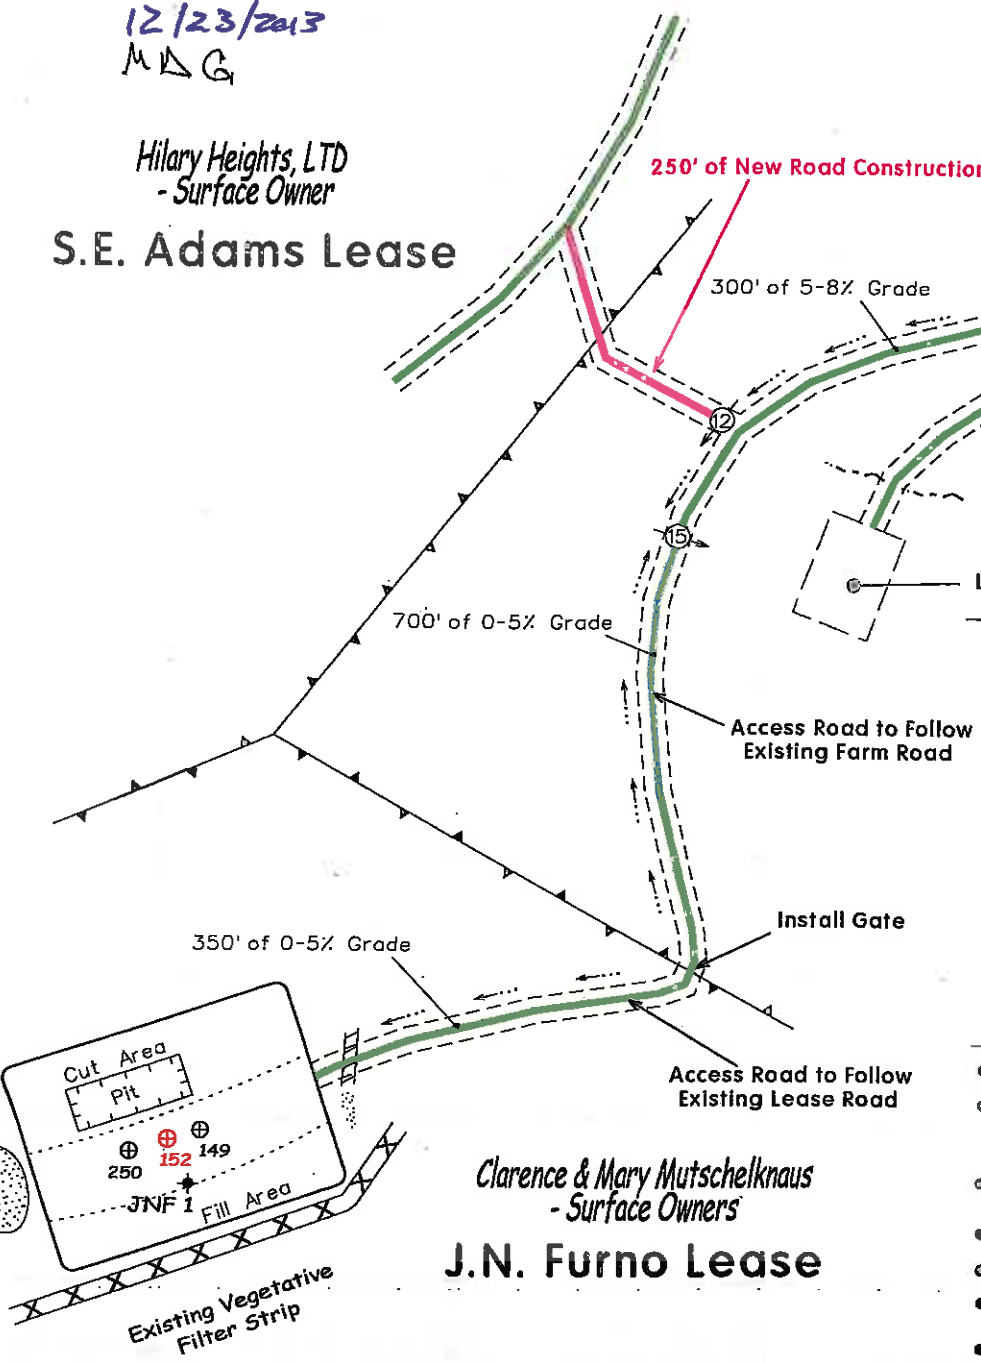 12/23/2013
MDG
Hilary Heights, LTD
- Surface Owner
S.E. Adams Lease
250' of New Road Construction
300' of 5-8% Grade
12
15
700' of 0-5% Grade
Access Road to Follow
Existing Farm Road
Install Gate
350' of 0-5% Grade
Access Road to Follow
Existing Lease Road
Cut Area
Pit
250
152
149
JNF 1
Fill Area
Existing Vegetative
Filter Strip
Clarence & Mary Mutschelknaus
- Surface Owners
J.N. Furno Lease